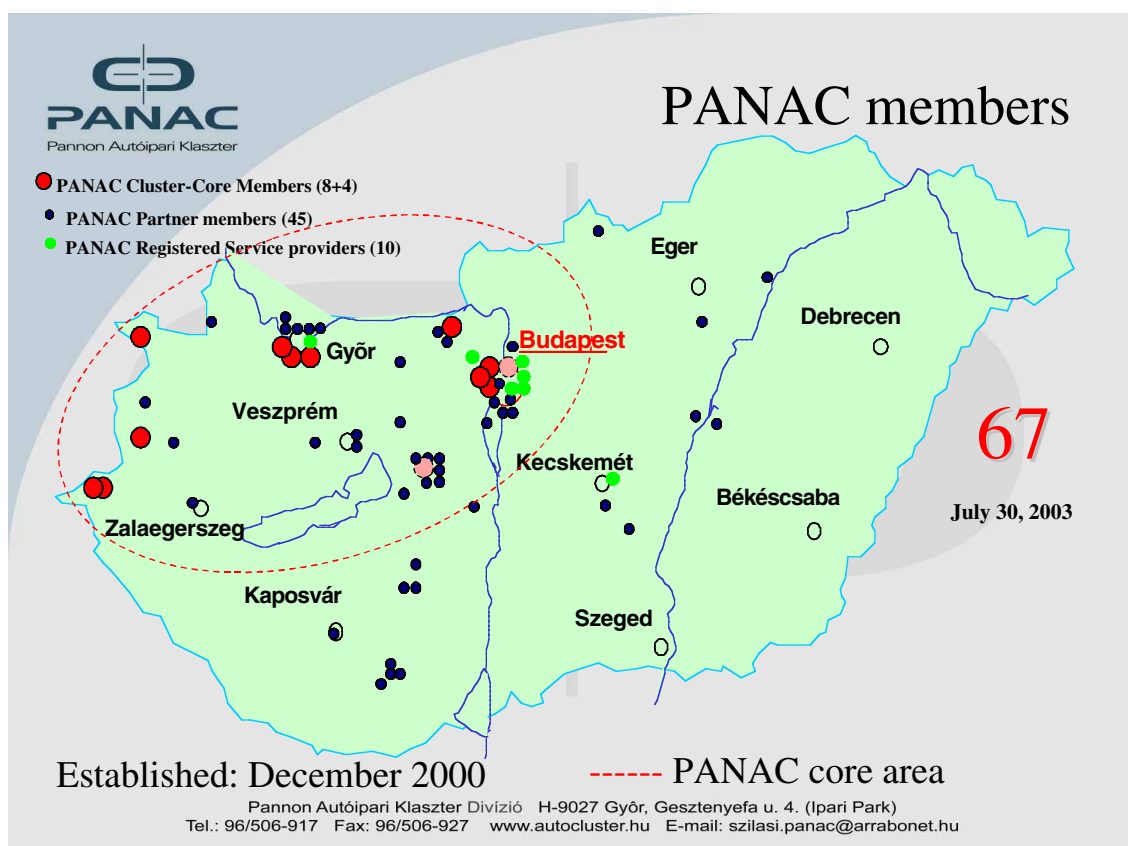 PANAC
Pannon Autóipari Klaszter
PANAC members
PANAC Cluster-Core Members (8+4)
PANAC Partner members (45)
PANAC Registered Service providers (10)
Eger
Debrecen
Budapest
Győr
Veszprém
67
Kecskemét
Békéscsaba
July 30, 2003
Zalaegerszeg
Kaposvár
Szeged
Established: December 2000
------ PANAC core area
Pannon Autóipari Klaszter Divízió H-9027 Győr, Gesztenyefa u. 4. (Ipari Park)
Tel.: 96/506-917 Fax: 96/506-927 www.autocluster.hu E-mail: szilasi.panac@arrabonet.hu